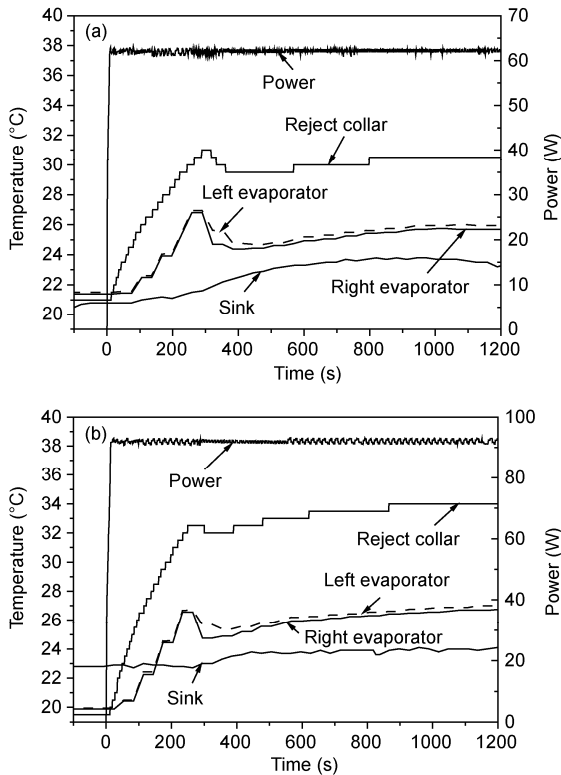 (a)
Temperature (°C)
40
38
36
34
32
30
28
26
24
22
20
Power (W)
70
60
50
40
30
20
10
0
Power
Reject collar
Left evaporator
Right evaporator
Sink
0 200 400 600 800 1000 1200
Time (s)
(b)
Temperature (°C)
40
38
36
34
32
30
28
26
24
22
20
Power (W)
100
80
60
40
20
0
Power
Reject collar
Left evaporator
Right evaporator
Sink
0 200 400 600 800 1000 1200
Time (s)